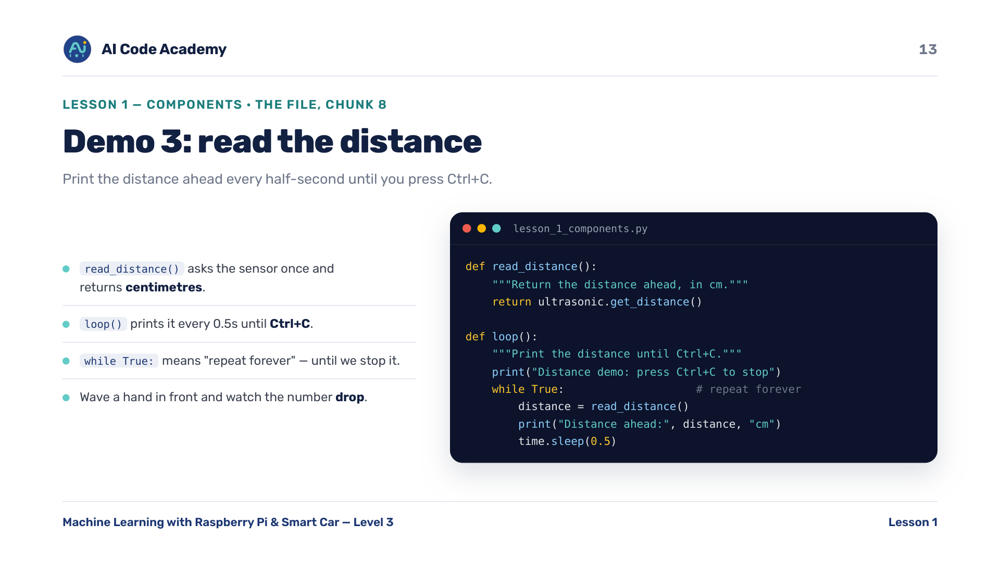 AI Code Academy
13
LESSON 1 — COMPONENTS • THE FILE, CHUNK 8
Demo 3: read the distance
Print the distance ahead every half-second until you press Ctrl+C.
read_distance() asks the sensor once and
returns centimetres.
loop() prints it every 0.5s until Ctrl+C.
while True: means "repeat forever" — until we stop it.
Wave a hand in front and watch the number drop.
lesson_1_components.py
def read_distance():
    """Return the distance ahead, in cm."""
    return ultrasonic.get_distance()
def loop():
    """Print the distance until Ctrl+C."""
    print("Distance demo: press Ctrl+C to stop")
    while True:                    # repeat forever
        distance = read_distance()
        print("Distance ahead:", distance, "cm")
        time.sleep(0.5)
Machine Learning with Raspberry Pi & Smart Car — Level 3
Lesson 1